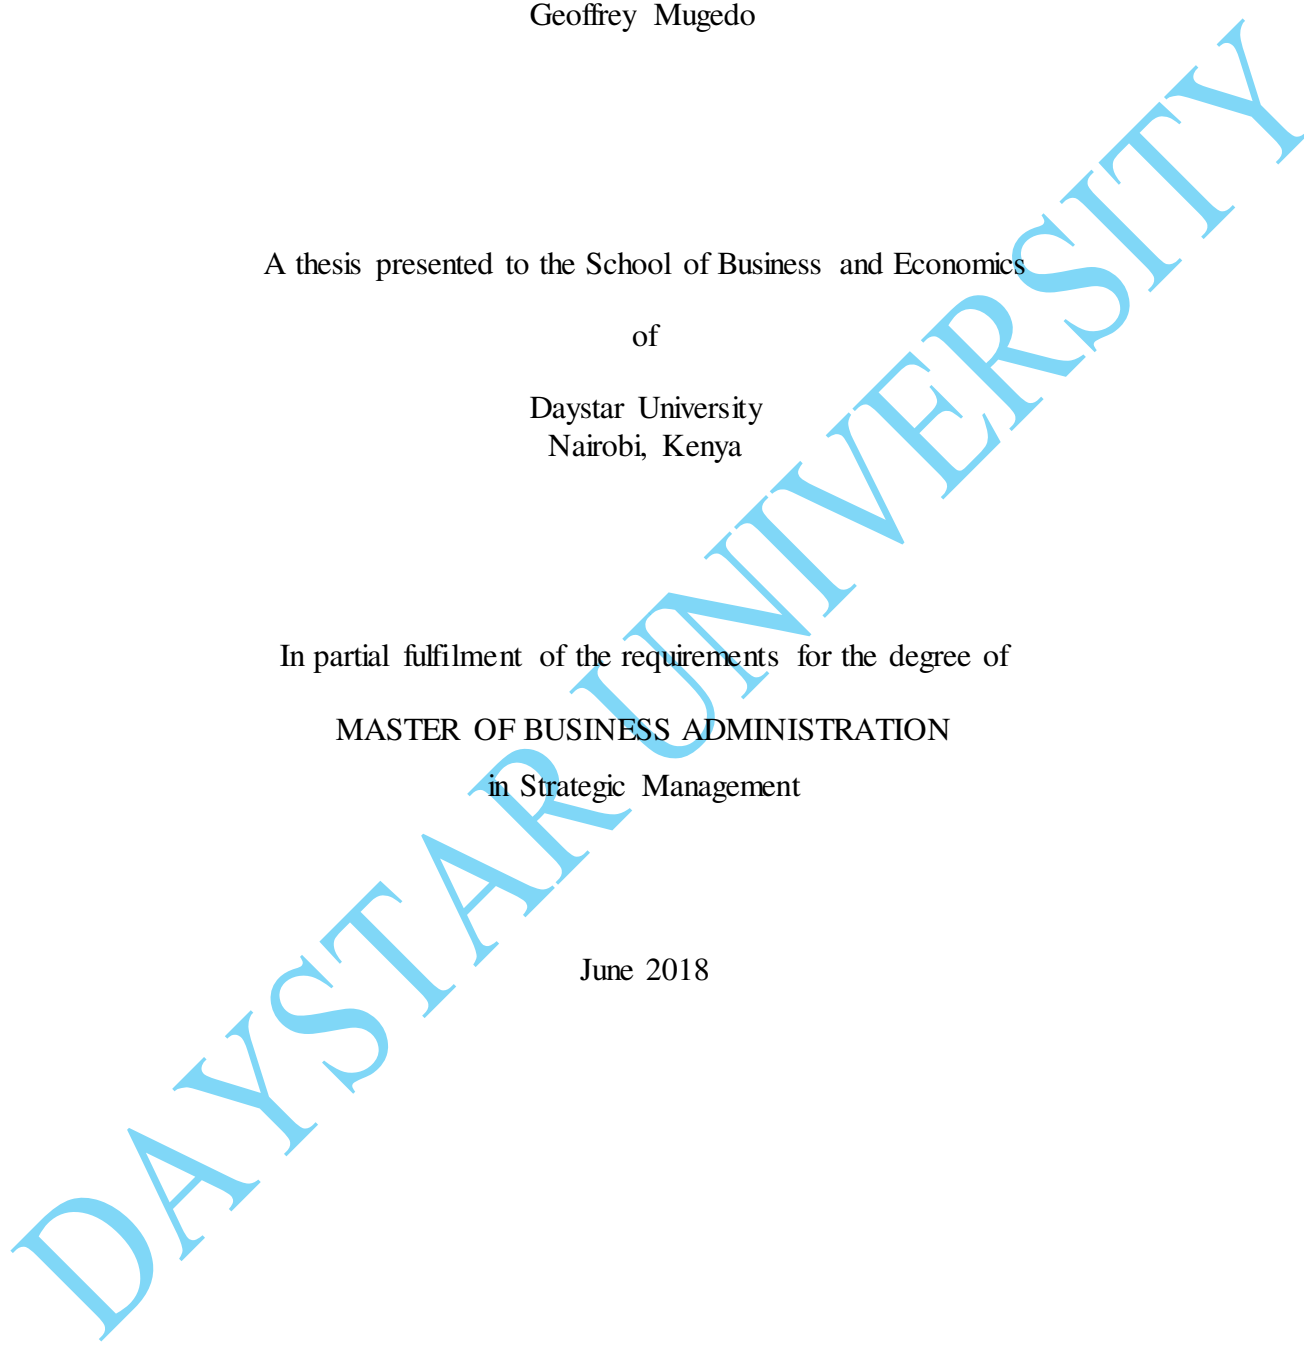 Geoffrey Mugedo
A thesis presented to the School of Business and Economics
of
Daystar University
Nairobi, Kenya
In partial fulfilment of the requirements for the degree of
MASTER OF BUSINESS ADMINISTRATION
in Strategic Management
June 2018
DAYSTAR UNIVERSITY